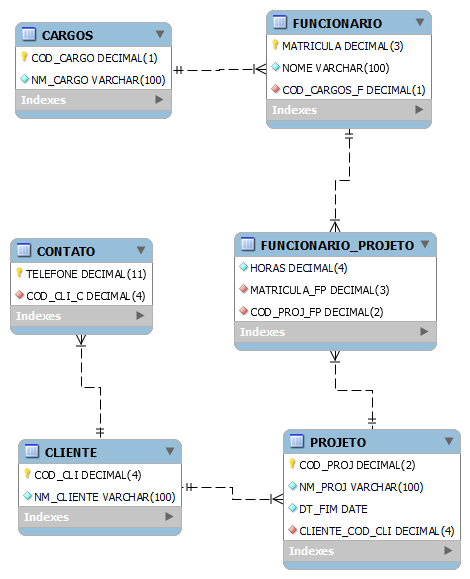 CARGOS
COD_CARGO DECIMAL(1)
NM_CARGO VARCHAR(100)
Indexes
FUNCIONARIO
MATRICULA DECIMAL(3)
NOME VARCHAR(100)
COD_CARGOS_F DECIMAL(1)
Indexes
CONTATO
TELEFONE DECIMAL(11)
COD_CLI_C DECIMAL(4)
Indexes
FUNCIONARIO_PROJETO
HORAS DECIMAL(4)
MATRICULA_FP DECIMAL(3)
COD_PROJ_FP DECIMAL(2)
Indexes
CLIENTE
COD_CLI DECIMAL(4)
NM_CLIENTE VARCHAR(100)
Indexes
PROJETO
COD_PROJ DECIMAL(2)
NM_PROJ VARCHAR(100)
DT_FIM DATE
CLIENTE_COD_CLI DECIMAL(4)
Indexes